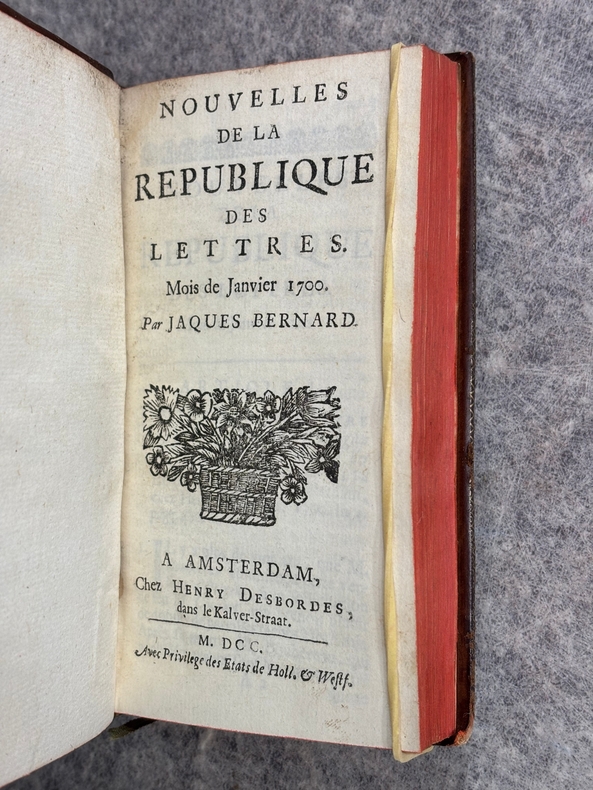 NOUVELLES
DE LA
REPUBLIQUE
DES
LETTRES.
Mois de Janvier 1700.
Par JAQUES BERNARD.
A AMSTERDAM,
Chez HENRY DESBORDES,
dans le Kalver-Straat.
M. DCC.
Avec Privilege des Etats de Holl. & Westf.